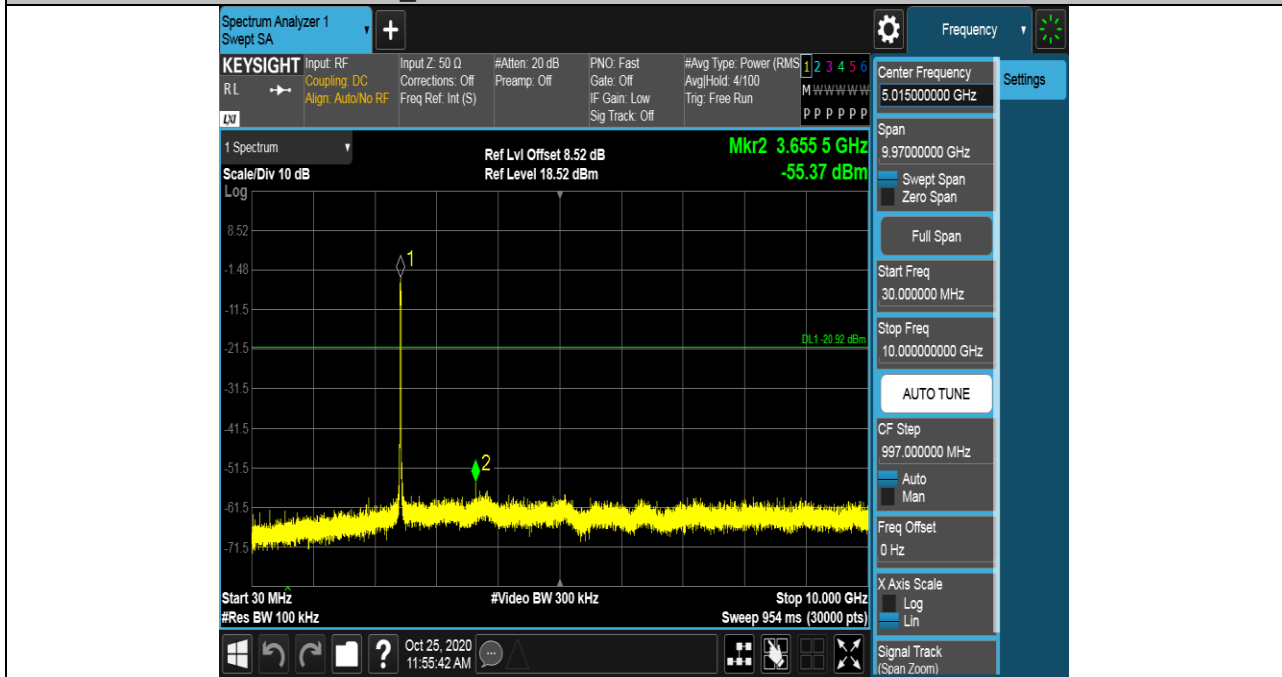 Spectrum Analyzer 1
Swept SA
+
Frequency
KEYSIGHT
RL
LXI
Input: RF
Coupling: DC
Align: Auto/No RF
Input Z: 50 Ω
Corrections: Off
Freq Ref: Int (S)
#Atten: 20 dB
Preamp: Off
PNO: Fast
Gate: Off
IF Gain: Low
Sig Track: Off
#Avg Type: Power (RMS
Avg|Hold: 4/100
Trig: Free Run
1 2 3 4 5 6
M W W W W W
P P P P P P
1 Spectrum
Scale/Div 10 dB
Ref Lvl Offset 8.52 dB
Ref Level 18.52 dBm
Mkr2 3.655 5 GHz
-55.37 dBm
Log
8.52
-1.48
-11.5
-21.5
-31.5
-41.5
-51.5
-61.5
-71.5
1
2
DL1 -20.92 dBm
Start 30 MHz
#Res BW 100 kHz
#Video BW 300 kHz
Stop 10.000 GHz
Sweep 954 ms (30000 pts)
?
Oct 25, 2020
11:55:42 AM
Center Frequency
5.015000000 GHz
Settings
Span
9.97000000 GHz
Swept Span
Zero Span
Full Span
Start Freq
30.000000 MHz
Stop Freq
10.000000000 GHz
AUTO TUNE
CF Step
997.000000 MHz
Auto
Man
Freq Offset
0 Hz
X Axis Scale
Log
Lin
Signal Track
(Span Zoom)